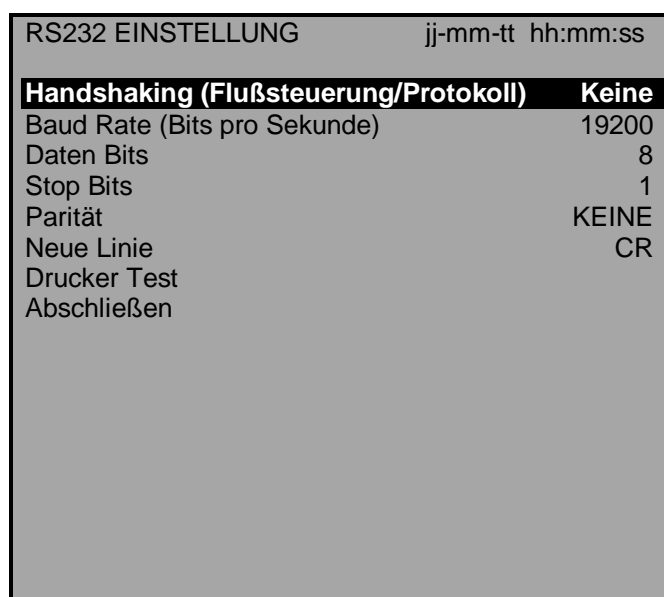 RS232 EINSTELLUNG jj-mm-tt hh:mm:ss
Handshaking (Flußsteuerung/Protokoll) Keine
Baud Rate (Bits pro Sekunde) 19200
Daten Bits 8
Stop Bits 1
Parität KEINE
Neue Linie CR
Drucker Test
Abschließen